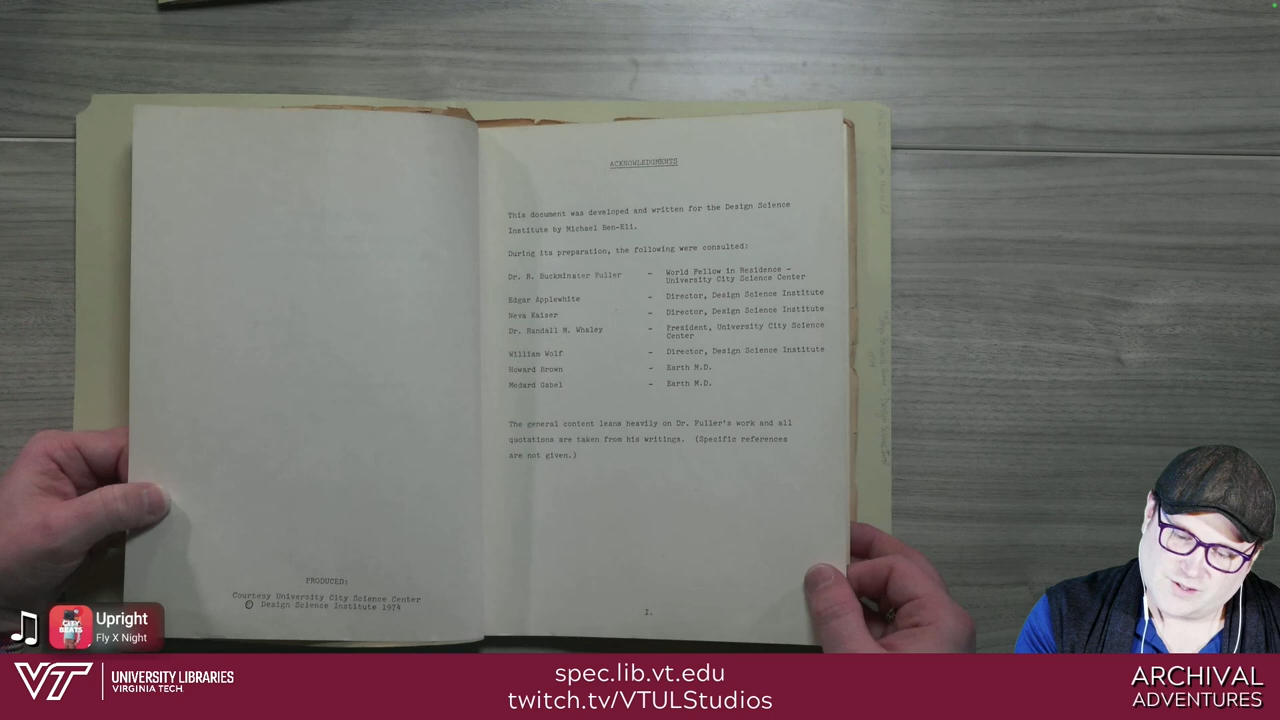 ACKNOWLEDGMENTS
This document was developed and written for the Design Science
Institute by Michael Ben-Eli.
During its preparation, the following were consulted:
Dr. R. Buckminster Fuller - World Fellow in Residence -
University City Science Center
Edgar Applewhite - Director, Design Science Institute
Neva Kaiser - Director, Design Science Institute
Dr. Randall M. Whaley - President, University City Science
Center
William Wolf - Director, Design Science Institute
Howard Brown - Earth M.D.
Medard Gabel - Earth M.D.
The general content leans heavily on Dr. Fuller's work and all
quotations are taken from his writings. (Specific references
are not given.)
I.
PRODUCED:
Courtesy University City Science Center
© Design Science Institute 1974
CITY
BEATS
Upright
Fly X Night
VT
UNIVERSITY LIBRARIES
VIRGINIA TECH
spec.lib.vt.edu
twitch.tv/VTULStudios
ARCHIVAL
ADVENTURES